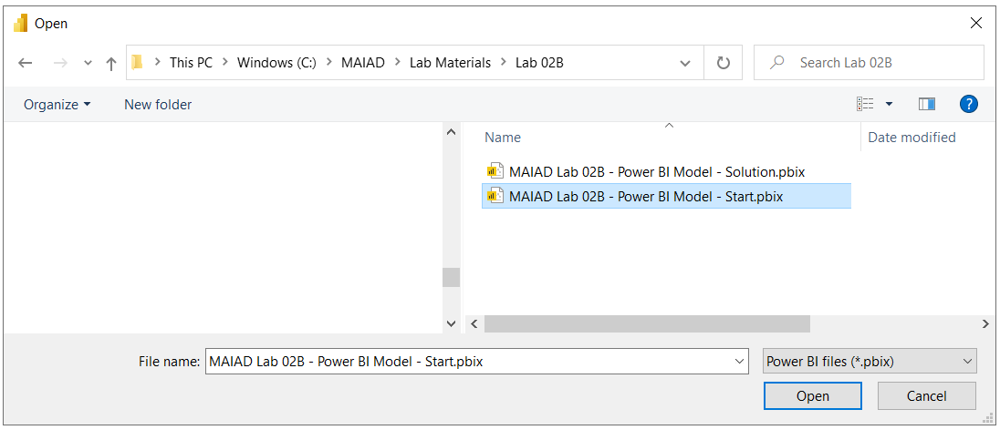 Open
This PC > Windows (C:) > MAIAD > Lab Materials > Lab 02B
Search Lab 02B
Organize
New folder
?
Name
Date modified
MAIAD Lab 02B - Power BI Model - Solution.pbix
MAIAD Lab 02B - Power BI Model - Start.pbix
File name: MAIAD Lab 02B - Power BI Model - Start.pbix
Power BI files (*.pbix)
Open
Cancel